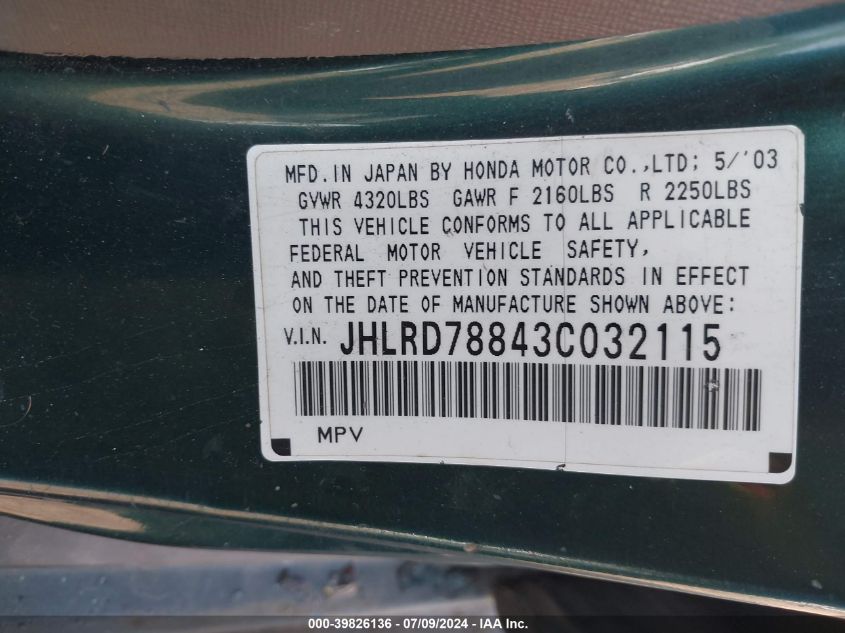 MFD. IN JAPAN BY HONDA MOTOR CO.,LTD; 5/'03
GVWR 4320LBS GAWR F 2160LBS R 2250LBS
THIS VEHICLE CONFORMS TO ALL APPLICABLE
FEDERAL MOTOR VEHICLE SAFETY,
AND THEFT PREVENTION STANDARDS IN EFFECT
ON THE DATE OF MANUFACTURE SHOWN ABOVE:
V.I.N. JHLRD78843C032115
MPV
000-39826136 - 07/09/2024 - IAA Inc.